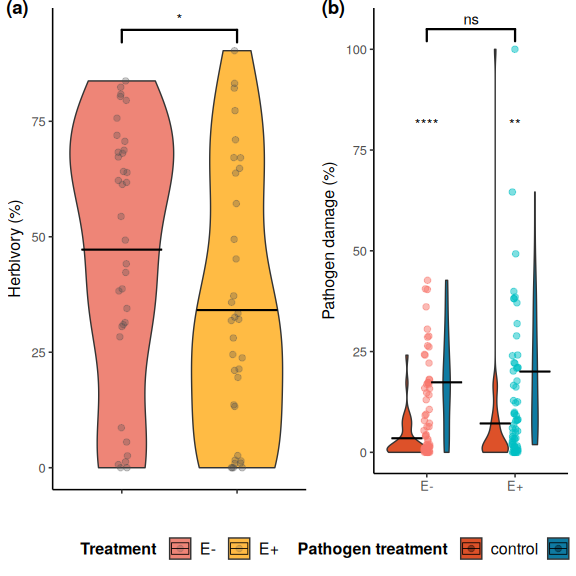 (a)
(b)
*
ns
****
**
Herbivory (%)
75
50
25
0
Pathogen damage (%)
100
75
50
25
0
E-
E+
Treatment E- E+ Pathogen treatment control